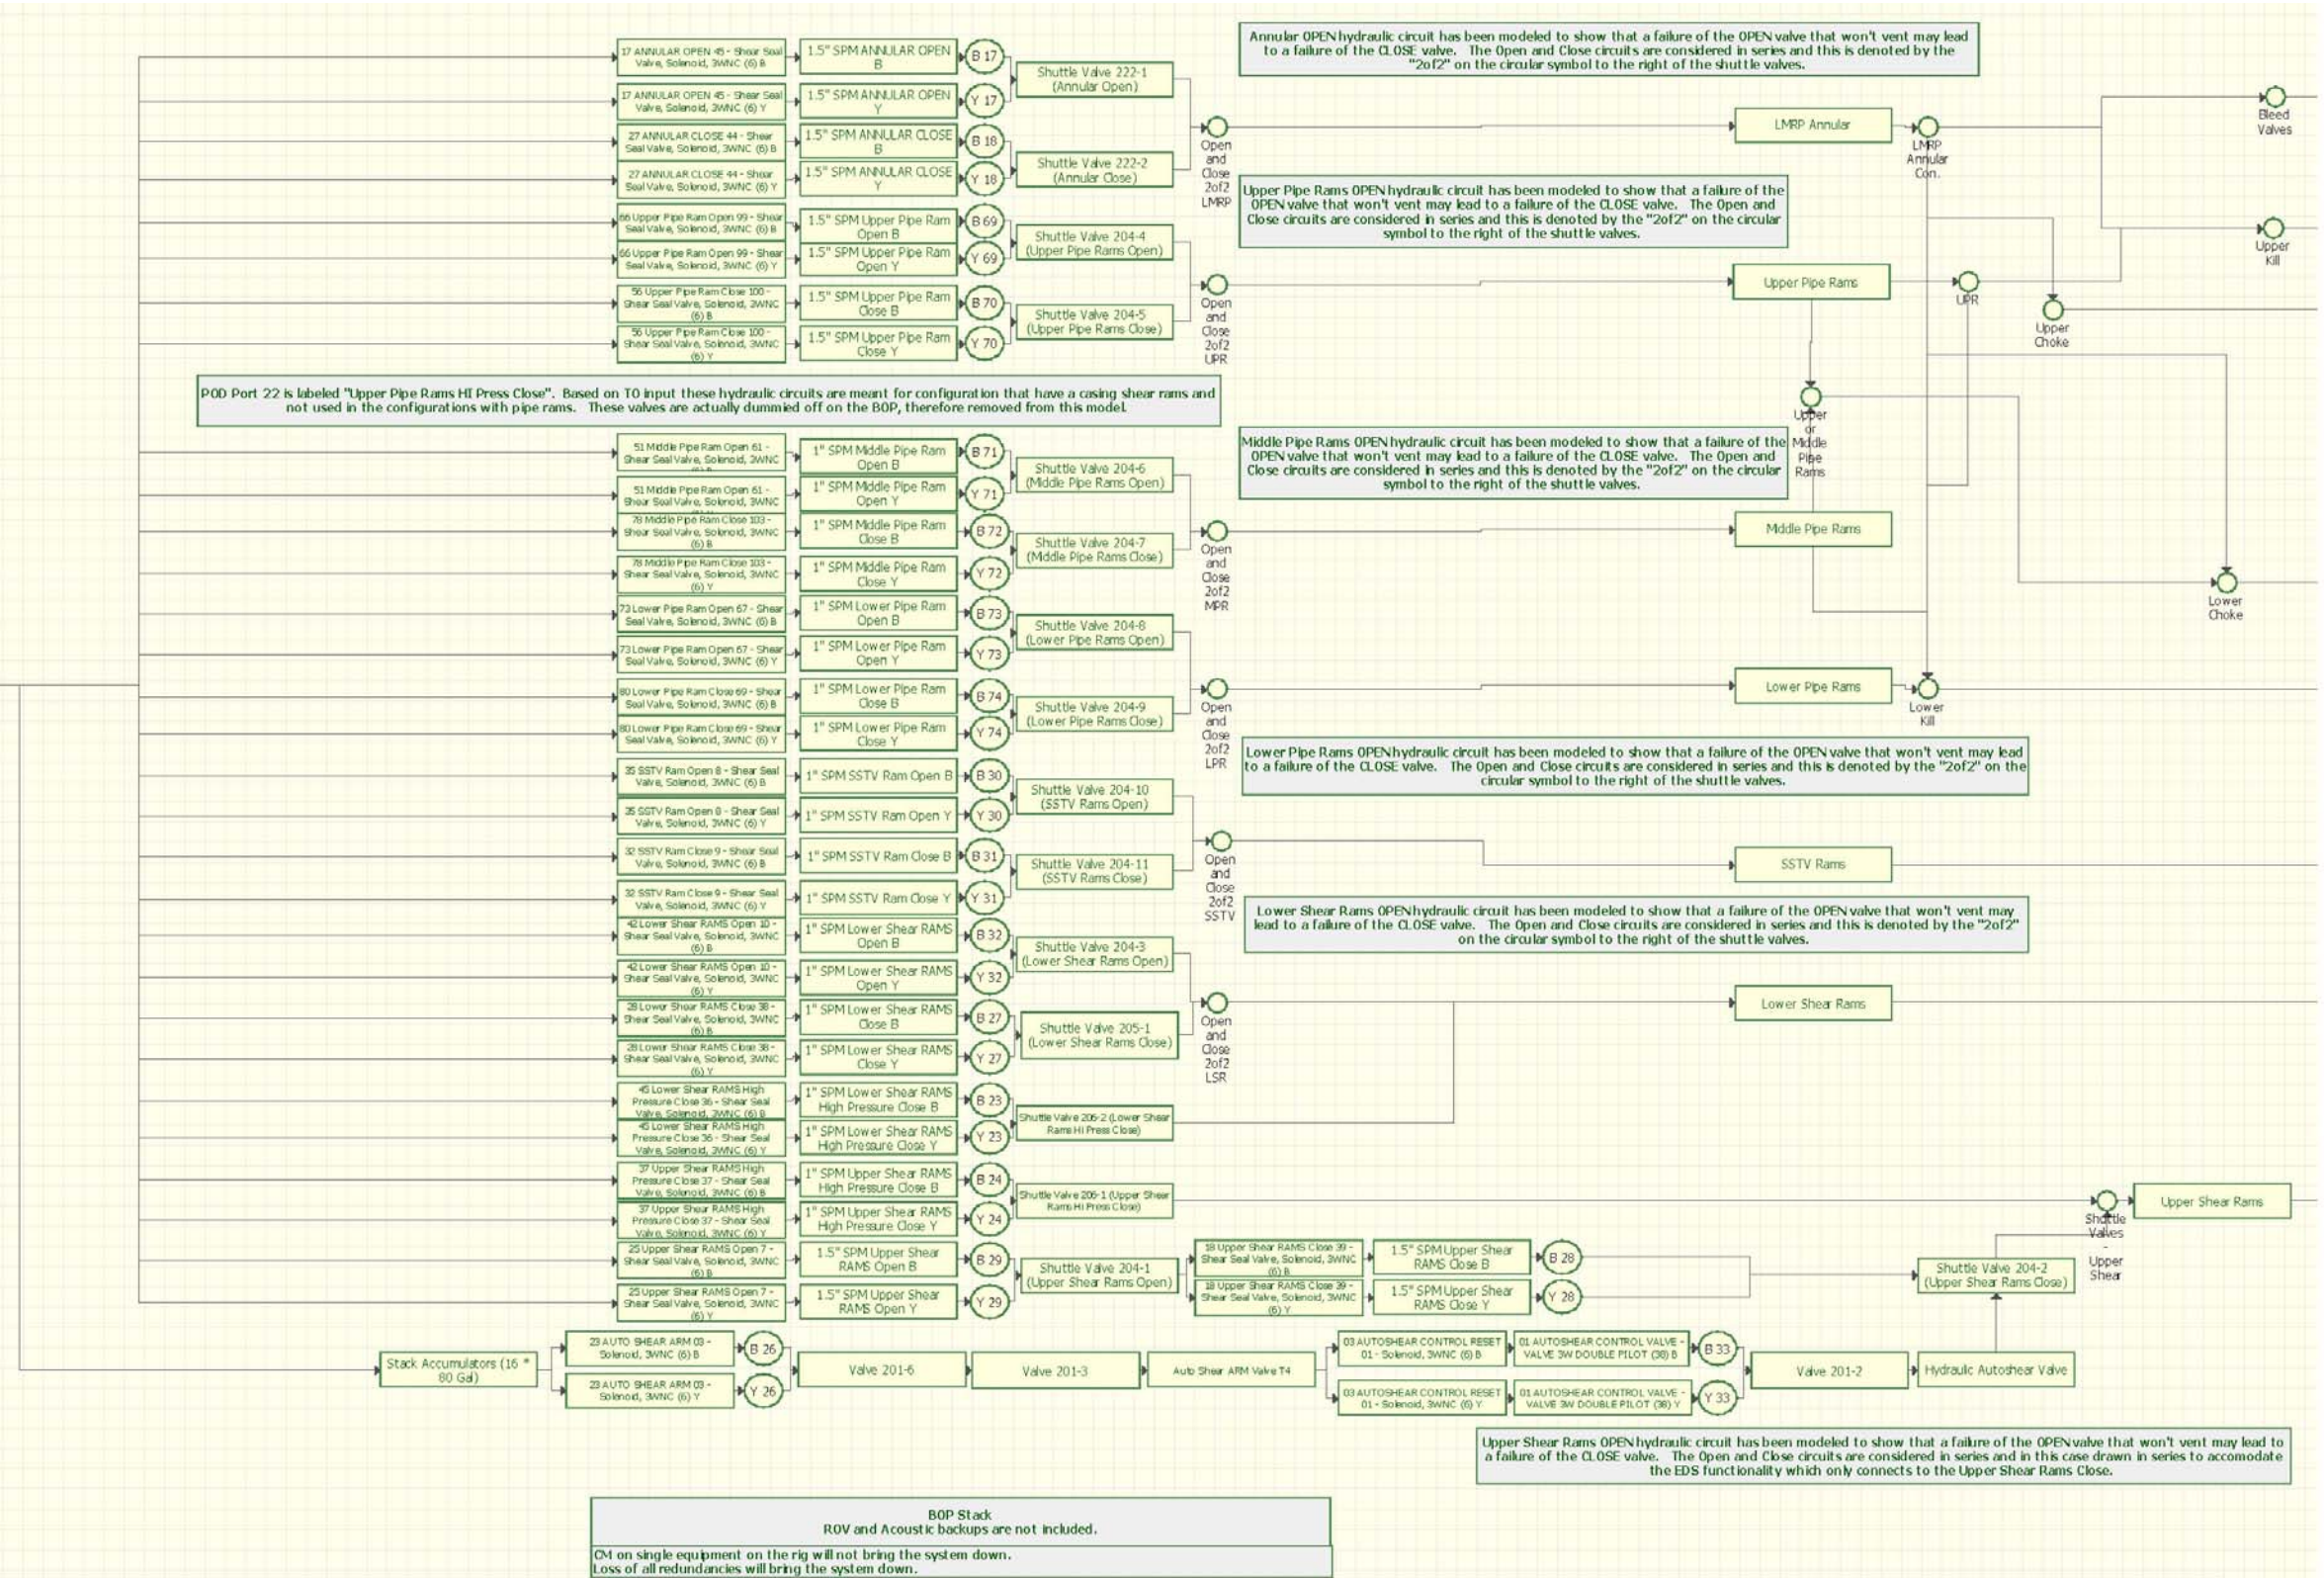 17 ANNULAR OPEN 45 - Shear Seal
Valve, Solenoid, 3WNC (6) B
1.5" SPM ANNULAR OPEN
B
B 17
17 ANNULAR OPEN 45 - Shear Seal
Valve, Solenoid, 3WNC (6) Y
1.5" SPM ANNULAR OPEN
Y
Y 17
Shuttle Valve 222-1
(Annular Open)
27 ANNULAR CLOSE 44 - Shear
Seal Valve, Solenoid, 3WNC (6) B
1.5" SPM ANNULAR CLOSE
B
B 18
27 ANNULAR CLOSE 44 - Shear
Seal Valve, Solenoid, 3WNC (6) Y
1.5" SPM ANNULAR CLOSE
Y
Y 18
Shuttle Valve 222-2
(Annular Close)
Open
and
Close
2of2
LMRP
Annular OPEN hydraulic circuit has been modeled to show that a failure of the OPEN valve that won't vent may lead
to a failure of the CLOSE valve. The Open and Close circuits are considered in series and this is denoted by the
"2of2" on the circular symbol to the right of the shuttle valves.
LMRP Annular
LMRP
Annular
Con.
Bleed
Valves
Upper
Kill
66 Upper Pipe Ram Open 99 - Shear
Seal Valve, Solenoid, 3WNC (6) B
1.5" SPM Upper Pipe Ram
Open B
B 69
66 Upper Pipe Ram Open 99 - Shear
Seal Valve, Solenoid, 3WNC (6) Y
1.5" SPM Upper Pipe Ram
Open Y
Y 69
Shuttle Valve 204-4
(Upper Pipe Rams Open)
56 Upper Pipe Ram Close 100 -
Shear Seal Valve, Solenoid, 3WNC
(6) B
1.5" SPM Upper Pipe Ram
Close B
B 70
56 Upper Pipe Ram Close 100 -
Shear Seal Valve, Solenoid, 3WNC
(6) Y
1.5" SPM Upper Pipe Ram
Close Y
Y 70
Shuttle Valve 204-5
(Upper Pipe Rams Close)
Open
and
Close
2of2
UPR
Upper Pipe Rams OPEN hydraulic circuit has been modeled to show that a failure of the
OPEN valve that won't vent may lead to a failure of the CLOSE valve. The Open and
Close circuits are considered in series and this is denoted by the "2of2" on the circular
symbol to the right of the shuttle valves.
Upper Pipe Rams
UPR
Upper
Choke
POD Port 22 is labeled "Upper Pipe Rams HI Press Close". Based on TO input these hydraulic circuits are meant for configuration that have a casing shear rams and
not used in the configurations with pipe rams. These valves are actually dummied off on the BOP, therefore removed from this model.
Upper
or
Middle
Pipe
Rams
51 Middle Pipe Ram Open 61 -
Shear Seal Valve, Solenoid, 3WNC
1" SPM Middle Pipe Ram
Open B
B 71
51 Middle Pipe Ram Open 61 -
Shear Seal Valve, Solenoid, 3WNC
1" SPM Middle Pipe Ram
Open Y
Y 71
Shuttle Valve 204-6
(Middle Pipe Rams Open)
78 Middle Pipe Ram Close 103 -
Shear Seal Valve, Solenoid, 3WNC
(6) B
1" SPM Middle Pipe Ram
Close B
B 72
78 Middle Pipe Ram Close 103 -
Shear Seal Valve, Solenoid, 3WNC
(6) Y
1" SPM Middle Pipe Ram
Close Y
Y 72
Shuttle Valve 204-7
(Middle Pipe Rams Close)
Open
and
Close
2of2
MPR
Middle Pipe Rams OPEN hydraulic circuit has been modeled to show that a failure of the
OPEN valve that won't vent may lead to a failure of the CLOSE valve. The Open and
Close circuits are considered in series and this is denoted by the "2of2" on the circular
symbol to the right of the shuttle valves.
Middle Pipe Rams
Lower
Choke
73 Lower Pipe Ram Open 67 - Shear
Seal Valve, Solenoid, 3WNC (6) B
1" SPM Lower Pipe Ram
Open B
B 73
73 Lower Pipe Ram Open 67 - Shear
Seal Valve, Solenoid, 3WNC (6) Y
1" SPM Lower Pipe Ram
Open Y
Y 73
Shuttle Valve 204-8
(Lower Pipe Rams Open)
80 Lower Pipe Ram Close 69 - Shear
Seal Valve, Solenoid, 3WNC (6) B
1" SPM Lower Pipe Ram
Close B
B 74
80 Lower Pipe Ram Close 69 - Shear
Seal Valve, Solenoid, 3WNC (6) Y
1" SPM Lower Pipe Ram
Close Y
Y 74
Shuttle Valve 204-9
(Lower Pipe Rams Close)
Open
and
Close
2of2
LPR
Lower Pipe Rams
Lower
Kill
Lower Pipe Rams OPEN hydraulic circuit has been modeled to show that a failure of the OPEN valve that won't vent may lead
to a failure of the CLOSE valve. The Open and Close circuits are considered in series and this is denoted by the "2of2" on the
circular symbol to the right of the shuttle valves.
35 SSTV Ram Open 8 - Shear Seal
Valve, Solenoid, 3WNC (6) B
1" SPM SSTV Ram Open B
B 30
35 SSTV Ram Open 8 - Shear Seal
Valve, Solenoid, 3WNC (6) Y
1" SPM SSTV Ram Open Y
Y 30
Shuttle Valve 204-10
(SSTV Rams Open)
32 SSTV Ram Close 9 - Shear Seal
Valve, Solenoid, 3WNC (6) B
1" SPM SSTV Ram Close B
B 31
32 SSTV Ram Close 9 - Shear Seal
Valve, Solenoid, 3WNC (6) Y
1" SPM SSTV Ram Close Y
Y 31
Shuttle Valve 204-11
(SSTV Rams Close)
Open
and
Close
2of2
SSTV
SSTV Rams
Lower Shear Rams OPEN hydraulic circuit has been modeled to show that a failure of the OPEN valve that won't vent may
lead to a failure of the CLOSE valve. The Open and Close circuits are considered in series and this is denoted by the "2of2"
on the circular symbol to the right of the shuttle valves.
42 Lower Shear RAMS Open 10 -
Shear Seal Valve, Solenoid, 3WNC
(6) B
1" SPM Lower Shear RAMS
Open B
B 32
42 Lower Shear RAMS Open 10 -
Shear Seal Valve, Solenoid, 3WNC
(6) Y
1" SPM Lower Shear RAMS
Open Y
Y 32
Shuttle Valve 204-3
(Lower Shear Rams Open)
28 Lower Shear RAMS Close 38 -
Shear Seal Valve, Solenoid, 3WNC
(6) B
1" SPM Lower Shear RAMS
Close B
B 27
28 Lower Shear RAMS Close 38 -
Shear Seal Valve, Solenoid, 3WNC
(6) Y
1" SPM Lower Shear RAMS
Close Y
Y 27
Shuttle Valve 205-1
(Lower Shear Rams Close)
Open
and
Close
2of2
LSR
Lower Shear Rams
45 Lower Shear RAMS High
Pressure Close 36 - Shear Seal
Valve, Solenoid, 3WNC (6) B
1" SPM Lower Shear RAMS
High Pressure Close B
B 23
45 Lower Shear RAMS High
Pressure Close 36 - Shear Seal
Valve, Solenoid, 3WNC (6) Y
1" SPM Lower Shear RAMS
High Pressure Close Y
Y 23
Shuttle Valve 206-2 (Lower Shear
Rams Hi Press Close)
37 Upper Shear RAMS High
Pressure Close 37 - Shear Seal
Valve, Solenoid, 3WNC (6) B
1" SPM Upper Shear RAMS
High Pressure Close B
B 24
37 Upper Shear RAMS High
Pressure Close 37 - Shear Seal
Valve, Solenoid, 3WNC (6) Y
1" SPM Upper Shear RAMS
High Pressure Close Y
Y 24
Shuttle Valve 206-1 (Upper Shear
Rams Hi Press Close)
Shuttle
Valves
-
Upper
Shear
Upper Shear Rams
25 Upper Shear RAMS Open 7 -
Shear Seal Valve, Solenoid, 3WNC
(6) B
1.5" SPM Upper Shear
RAMS Open B
B 29
25 Upper Shear RAMS Open 7 -
Shear Seal Valve, Solenoid, 3WNC
(6) Y
1.5" SPM Upper Shear
RAMS Open Y
Y 29
Shuttle Valve 204-1
(Upper Shear Rams Open)
18 Upper Shear RAMS Close 39 -
Shear Seal Valve, Solenoid, 3WNC
(6) B
1.5" SPM Upper Shear
RAMS Close B
B 28
18 Upper Shear RAMS Close 39 -
Shear Seal Valve, Solenoid, 3WNC
(6) Y
1.5" SPM Upper Shear
RAMS Close Y
Y 28
Shuttle Valve 204-2
(Upper Shear Rams Close)
Stack Accumulators (16 *
80 Gal)
23 AUTO SHEAR ARM 03 -
Solenoid, 3WNC (6) B
B 26
23 AUTO SHEAR ARM 03 -
Solenoid, 3WNC (6) Y
Y 26
Valve 201-6
Valve 201-3
Auto Shear ARM Valve T4
03 AUTOSHEAR CONTROL RESET
01 - Solenoid, 3WNC (6) B
01 AUTOSHEAR CONTROL VALVE -
VALVE 3W DOUBLE PILOT (38) B
B 33
03 AUTOSHEAR CONTROL RESET
01 - Solenoid, 3WNC (6) Y
01 AUTOSHEAR CONTROL VALVE -
VALVE 3W DOUBLE PILOT (38) Y
Y 33
Valve 201-2
Hydraulic Autoshear Valve
Upper Shear Rams OPEN hydraulic circuit has been modeled to show that a failure of the OPEN valve that won't vent may lead to
a failure of the CLOSE valve. The Open and Close circuits are considered in series and in this case drawn in series to accomodate
the EDS functionality which only connects to the Upper Shear Rams Close.
BOP Stack
ROV and Acoustic backups are not included.
CM on single equipment on the rig will not bring the system down.
Loss of all redundancies will bring the system down.